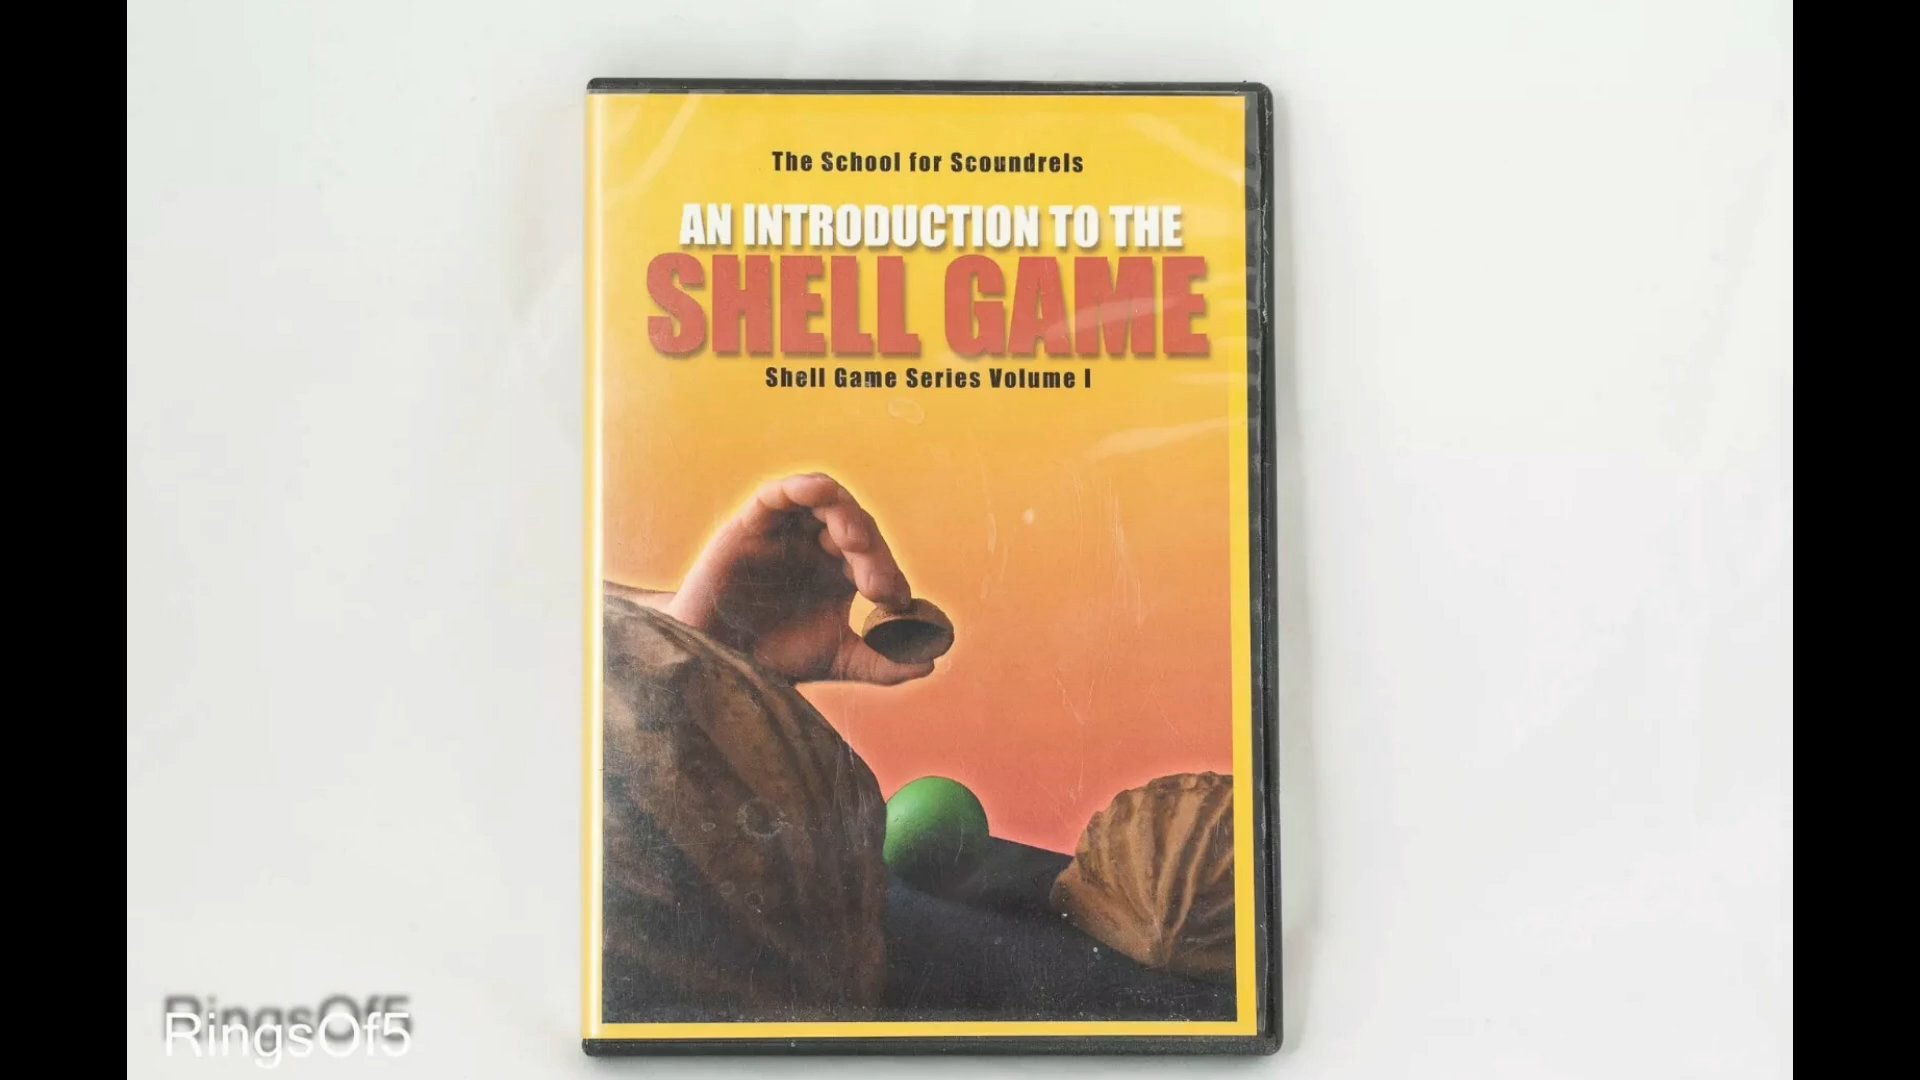 The School for Scoundrels
AN INTRODUCTION TO THE
SHELL GAME
Shell Game Series Volume I
RingsOf5